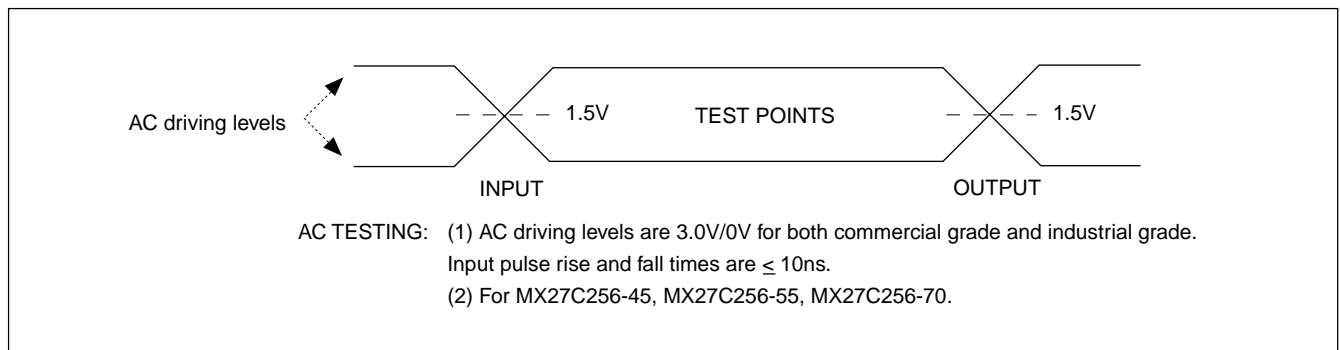 AC driving levels
1.5V
TEST POINTS
1.5V
INPUT
OUTPUT
AC TESTING: (1) AC driving levels are 3.0V/0V for both commercial grade and industrial grade.
Input pulse rise and fall times are ≤ 10ns.
(2) For MX27C256-45, MX27C256-55, MX27C256-70.